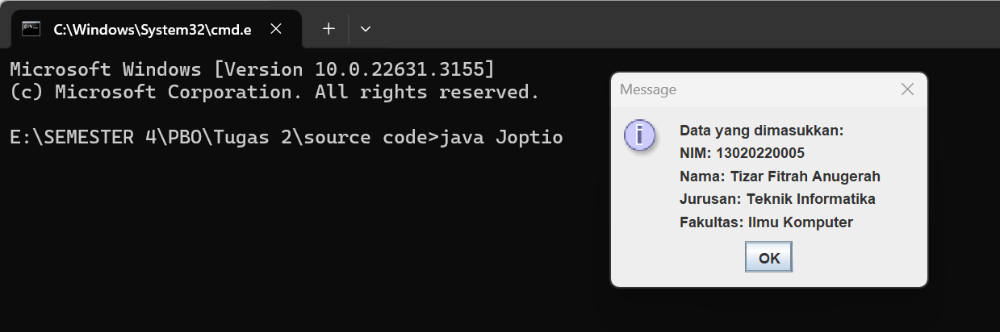 C:\Windows\System32\cmd.e
Microsoft Windows [Version 10.0.22631.3155]
(c) Microsoft Corporation. All rights reserved.
E:\SEMESTER 4\PBO\Tugas 2\source code>java Joptio
Message
Data yang dimasukkan:
NIM: 13020220005
Nama: Tizar Fitrah Anugerah
Jurusan: Teknik Informatika
Fakultas: Ilmu Komputer
OK